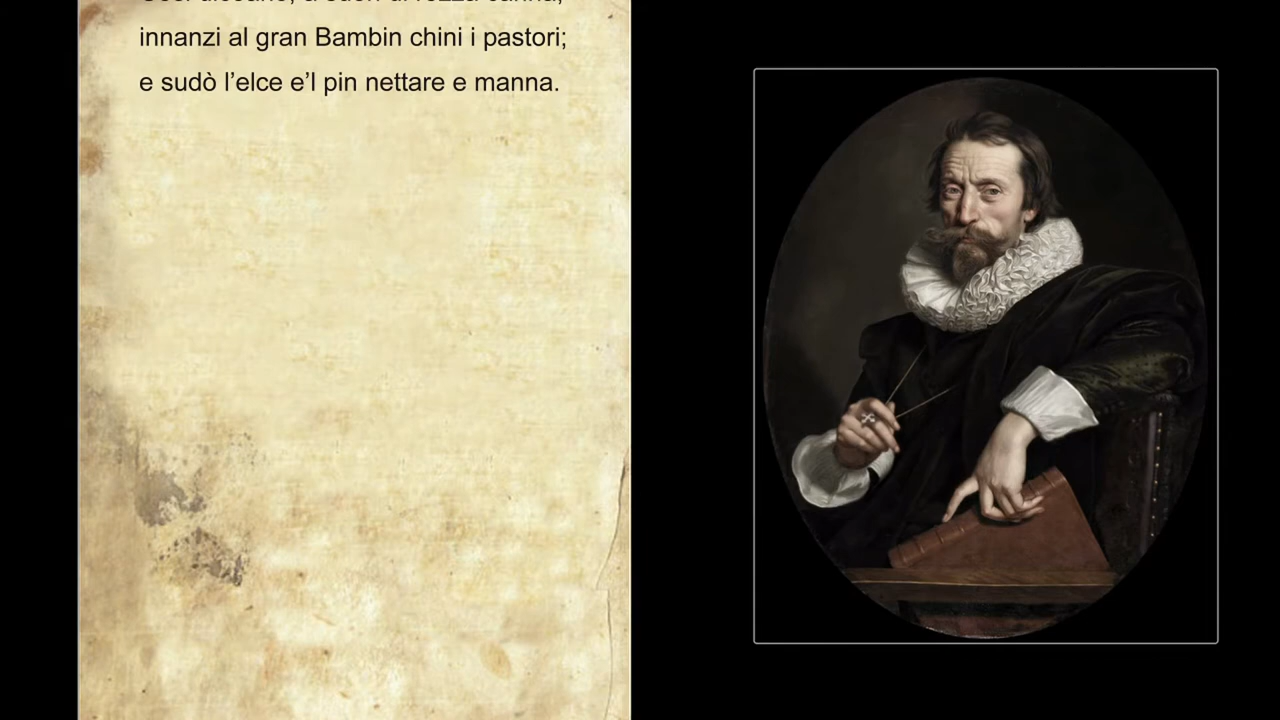 innanzi al gran Bambin chini i pastori;
e sudò l’elce e’l pin nettare e manna.